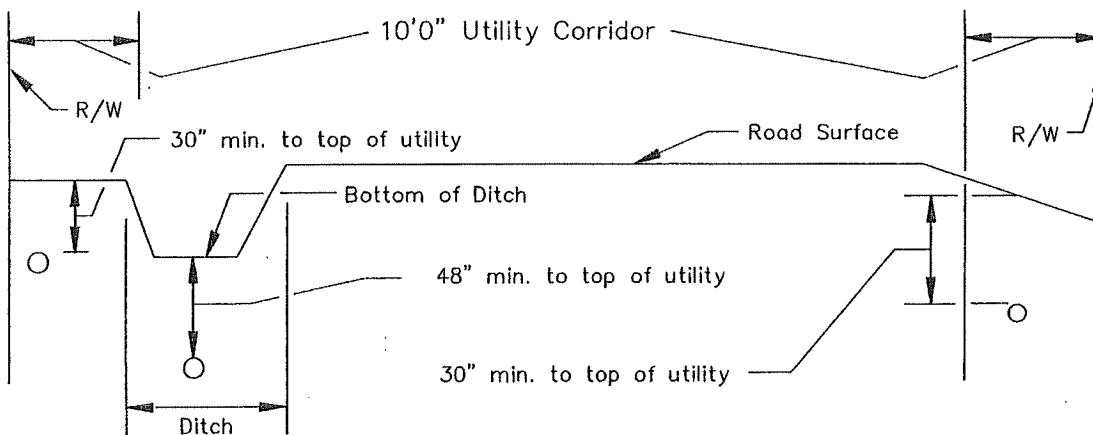 10'0" Utility Corridor
R/W
30" min. to top of utility
Road Surface
R/W
Bottom of Ditch
48" min. to top of utility
30" min. to top of utility
Ditch